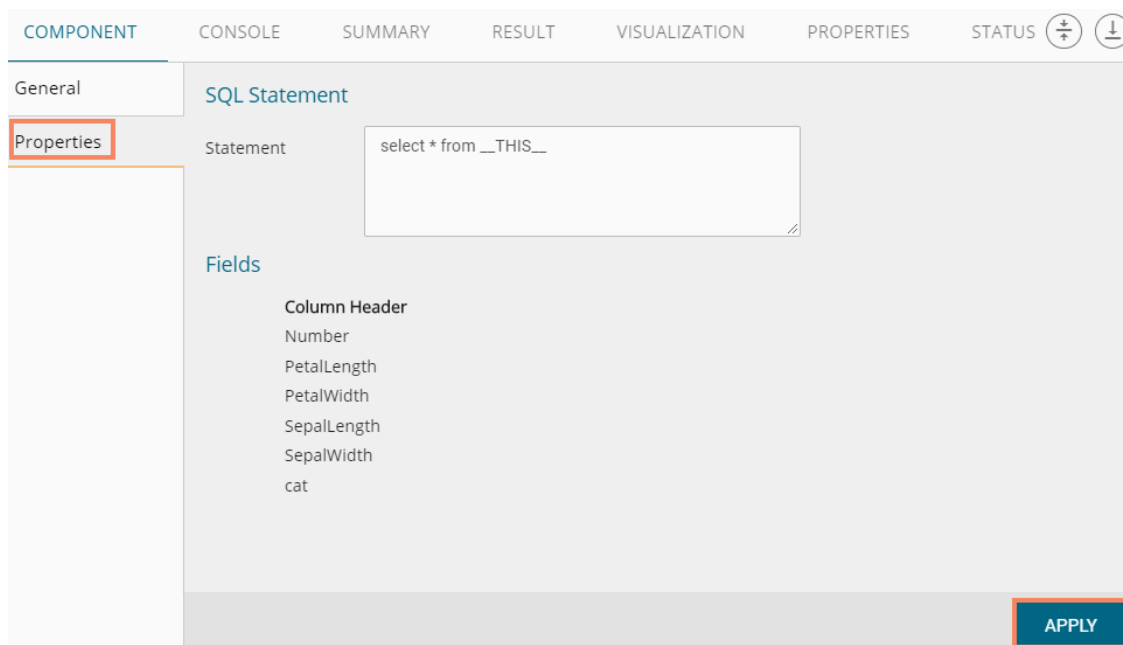 COMPONENT CONSOLE SUMMARY RESULT VISUALIZATION PROPERTIES STATUS
General
Properties
SQL Statement
Statement select * from __THIS__
Fields
Column Header
Number
PetalLength
PetalWidth
SepalLength
SepalWidth
cat
APPLY